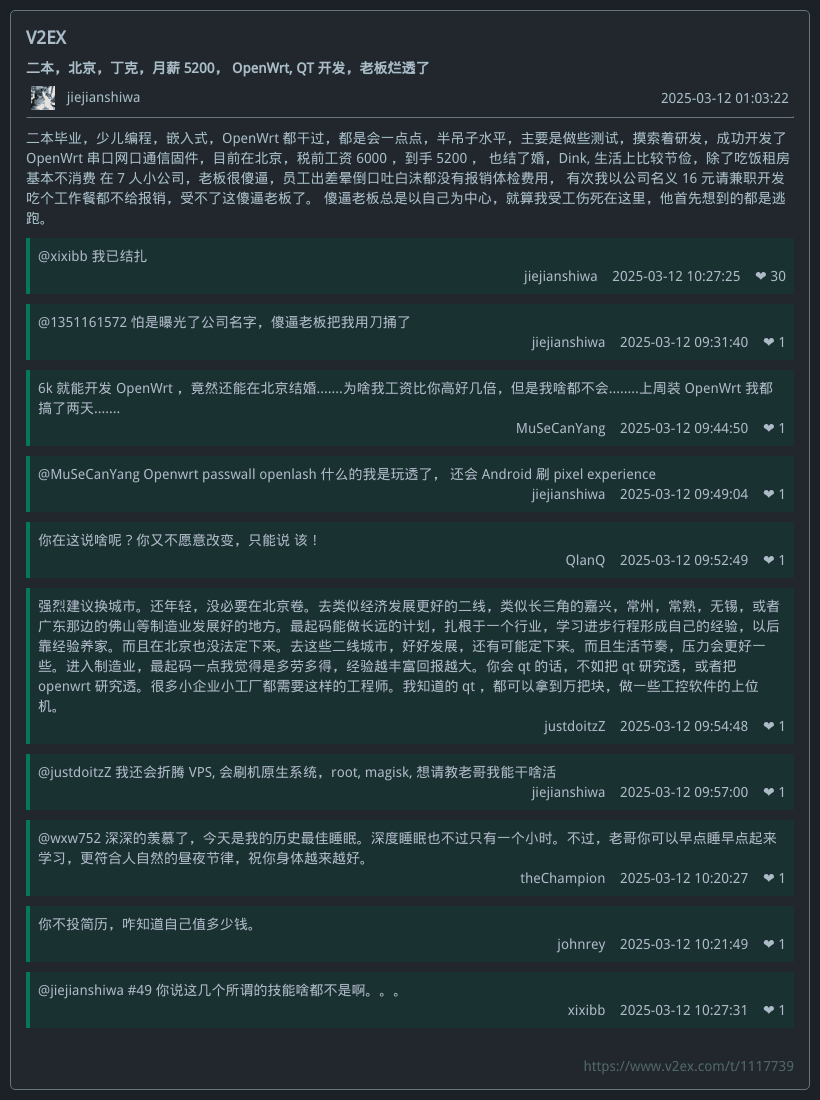 V2EX
二本，北京，丁克，月薪 5200， OpenWrt, QT 开发，老板烂透了
jiejianshiwa
2025-03-12 01:03:22
二本毕业，少儿编程，嵌入式，OpenWrt 都干过，都是会一点点，半吊子水平，主要是做些测试，摸索着研发，成功开发了
OpenWrt 串口网口通信固件，目前在北京，税前工资 6000 ，到手 5200 ， 也结了婚，Dink, 生活上比较节俭，除了吃饭租房
基本不消费 在 7 人小公司，老板很傻逼，员工出差晕倒口吐白沫都没有报销体检费用， 有次我以公司名义 16 元请兼职开发
吃个工作餐都不给报销，受不了这傻逼老板了。 傻逼老板总是以自己为中心，就算我受工伤死在这里，他首先想到的都是逃
跑。
@xixibb 我已结扎
jiejianshiwa 2025-03-12 10:27:25 ❤ 30
@1351161572 怕是曝光了公司名字，傻逼老板把我用刀捅了
jiejianshiwa 2025-03-12 09:31:40 ❤ 1
6k 就能开发 OpenWrt ，竟然还能在北京结婚.......为啥我工资比你高好几倍，但是我啥都不会........上周装 OpenWrt 我都
搞了两天.......
MuSeCanYang 2025-03-12 09:44:50 ❤ 1
@MuSeCanYang Openwrt passwall openlash 什么的我是玩透了， 还会 Android 刷 pixel experience
jiejianshiwa 2025-03-12 09:49:04 ❤ 1
你在这说啥呢？你又不愿意改变，只能说 该！
QlanQ 2025-03-12 09:52:49 ❤ 1
强烈建议换城市。还年轻，没必要在北京卷。去类似经济发展更好的二线，类似长三角的嘉兴，常州，常熟，无锡，或者
广东那边的佛山等制造业发展好的地方。最起码能做长远的计划，扎根于一个行业，学习进步行程形成自己的经验，以后
靠经验养家。而且在北京也没法定下来。去这些二线城市，好好发展，还有可能定下来。而且生活节奏，压力会更好一
些。进入制造业，最起码一点我觉得是多劳多得，经验越丰富回报越大。你会 qt 的话，不如把 qt 研究透，或者把
openwrt 研究透。很多小企业小工厂都需要这样的工程师。我知道的 qt ，都可以拿到万把块，做一些工控软件的上位
机。
justdoitzZ 2025-03-12 09:54:48 ❤ 1
@justdoitzZ 我还会折腾 VPS, 会刷机原生系统，root, magisk, 想请教老哥我能干啥活
jiejianshiwa 2025-03-12 09:57:00 ❤ 1
@wxw752 深深的羡慕了，今天是我的历史最佳睡眠。深度睡眠也不过只有一个小时。不过，老哥你可以早点睡早点起来
学习，更符合人自然的昼夜节律，祝你身体越来越好。
theChampion 2025-03-12 10:20:27 ❤ 1
你不投简历，咋知道自己值多少钱。
johnrey 2025-03-12 10:21:49 ❤ 1
@jiejianshiwa #49 你说这几个所谓的技能啥都不是啊。。。
xixibb 2025-03-12 10:27:31 ❤ 1
https://www.v2ex.com/t/1117739